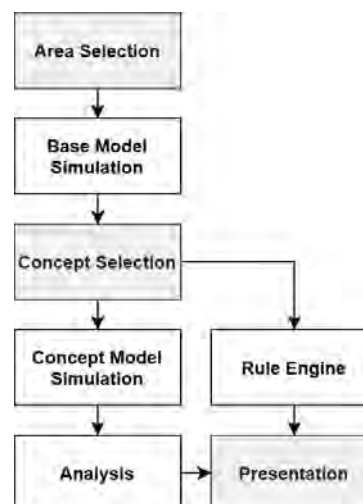 Area Selection
Base Model
Simulation
Concept Selection
Concept Model
Simulation
Rule Engine
Analysis
Presentation